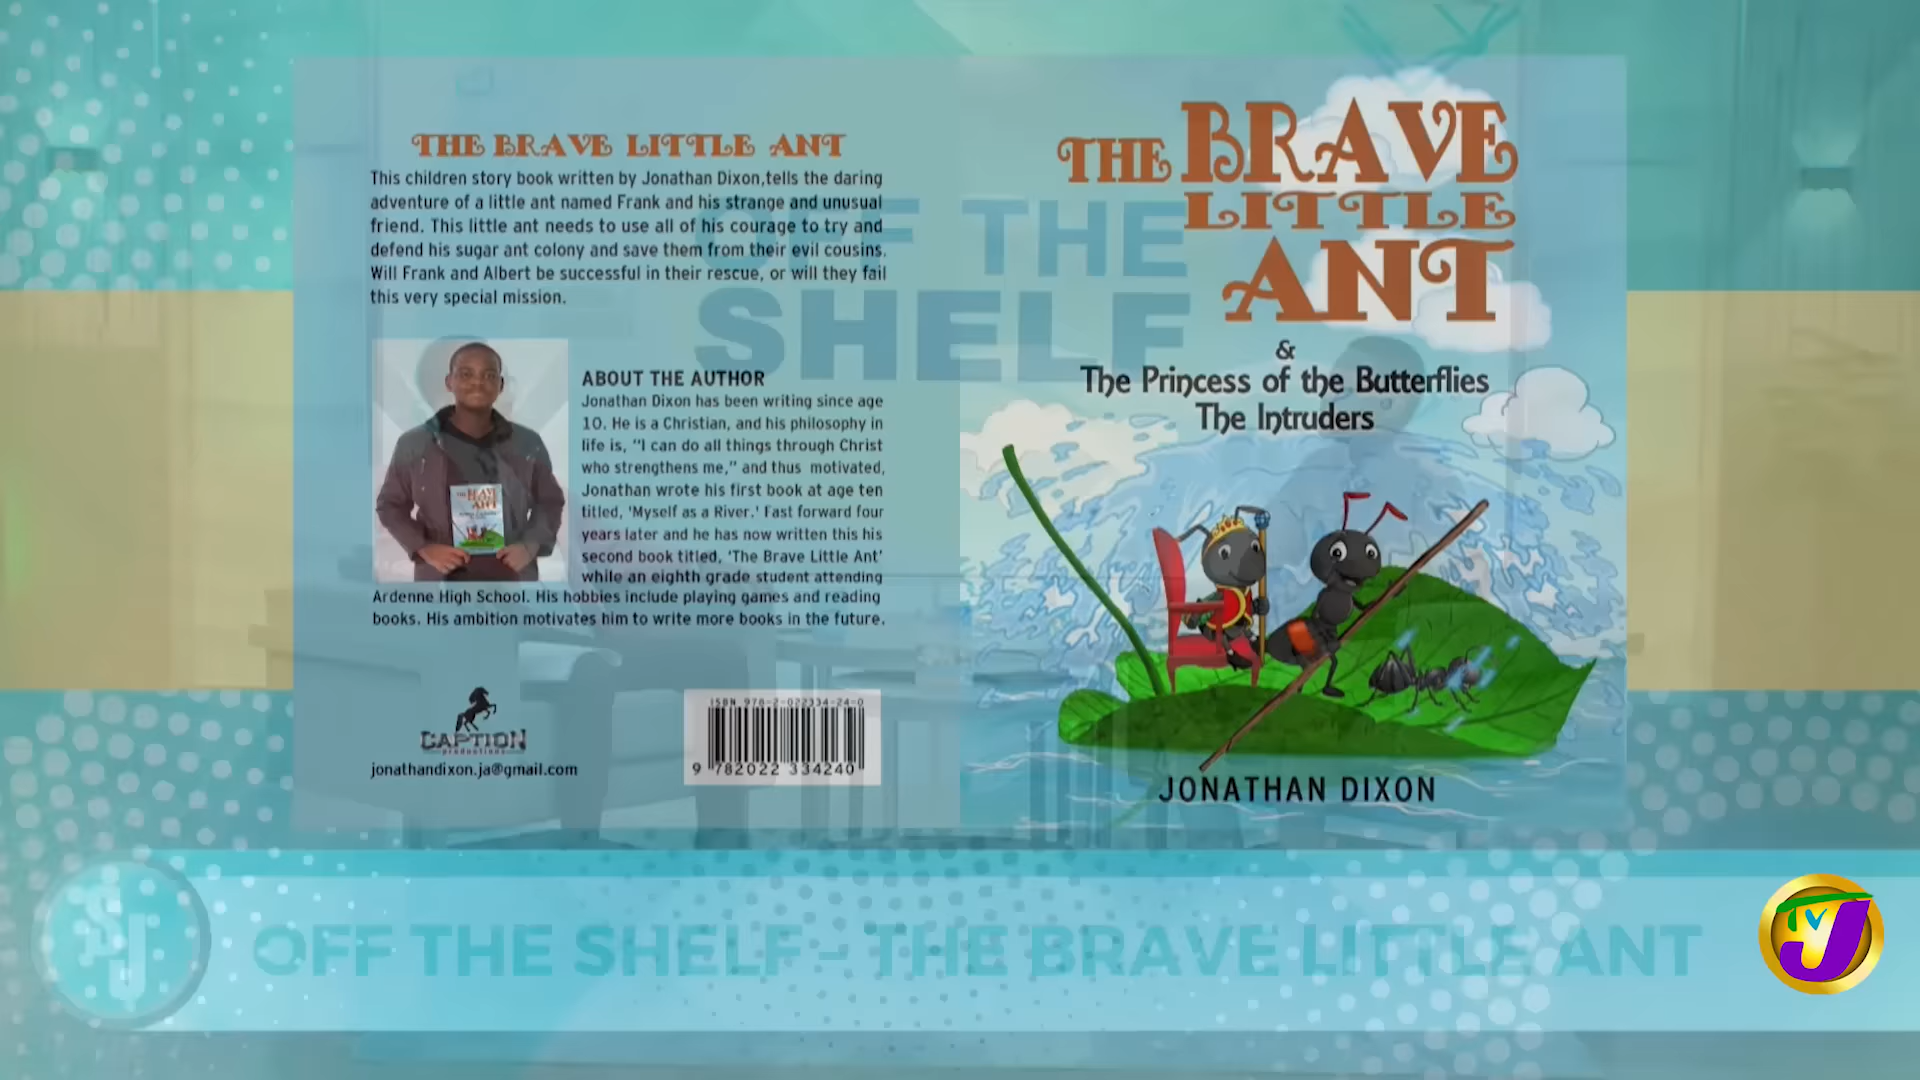 THE BRAVE LITTLE ANT
This children story book written by Jonathan Dixon,tells the daring
adventure of a little ant named Frank and his strange and unusual
friend. This little ant needs to use all of his courage to try and
defend his sugar ant colony and save them from their evil cousins.
Will Frank and Albert be successful in their rescue, or will they fail
this very special mission.
ABOUT THE AUTHOR
Jonathan Dixon has been writing since age
10. He is a Christian, and his philosophy in
life is, "I can do all things through Christ
who strengthens me," and thus motivated,
Jonathan wrote his first book at age ten
titled, 'Myself as a River.' Fast forward four
years later and he has now written this his
second book titled, 'The Brave Little Ant'
while an eighth grade student attending
Ardenne High School. His hobbies include playing games and reading
books. His ambition motivates him to write more books in the future.
CAPTION
productions
jonathandixon.ja@gmail.com
ISBN 978-2-022334-24-0
9 782022 334240
THE BRAVE
LITTLE
ANT
&
The Princess of the Butterflies
The Intruders
JONATHAN DIXON
OFF THE
SHELF
SJ
OFF THE SHELF - THE BRAVE LITTLE ANT
TVJ